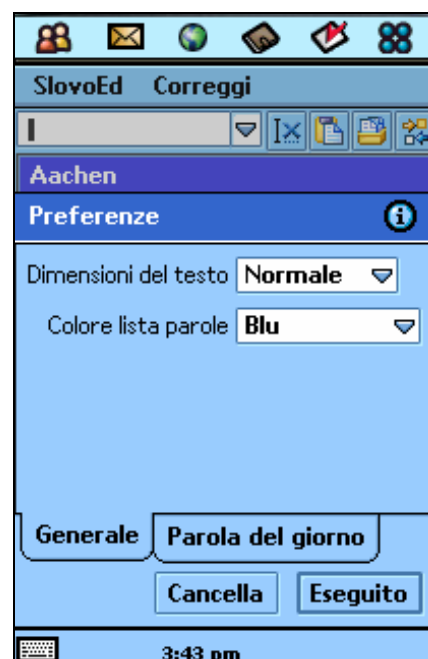 SlovoEd Correggi
Aachen
Preferenze
Dimensioni del testo Normale
Colore lista parole Blu
Generale Parola del giorno
Cancella Eseguito
3:43 pm